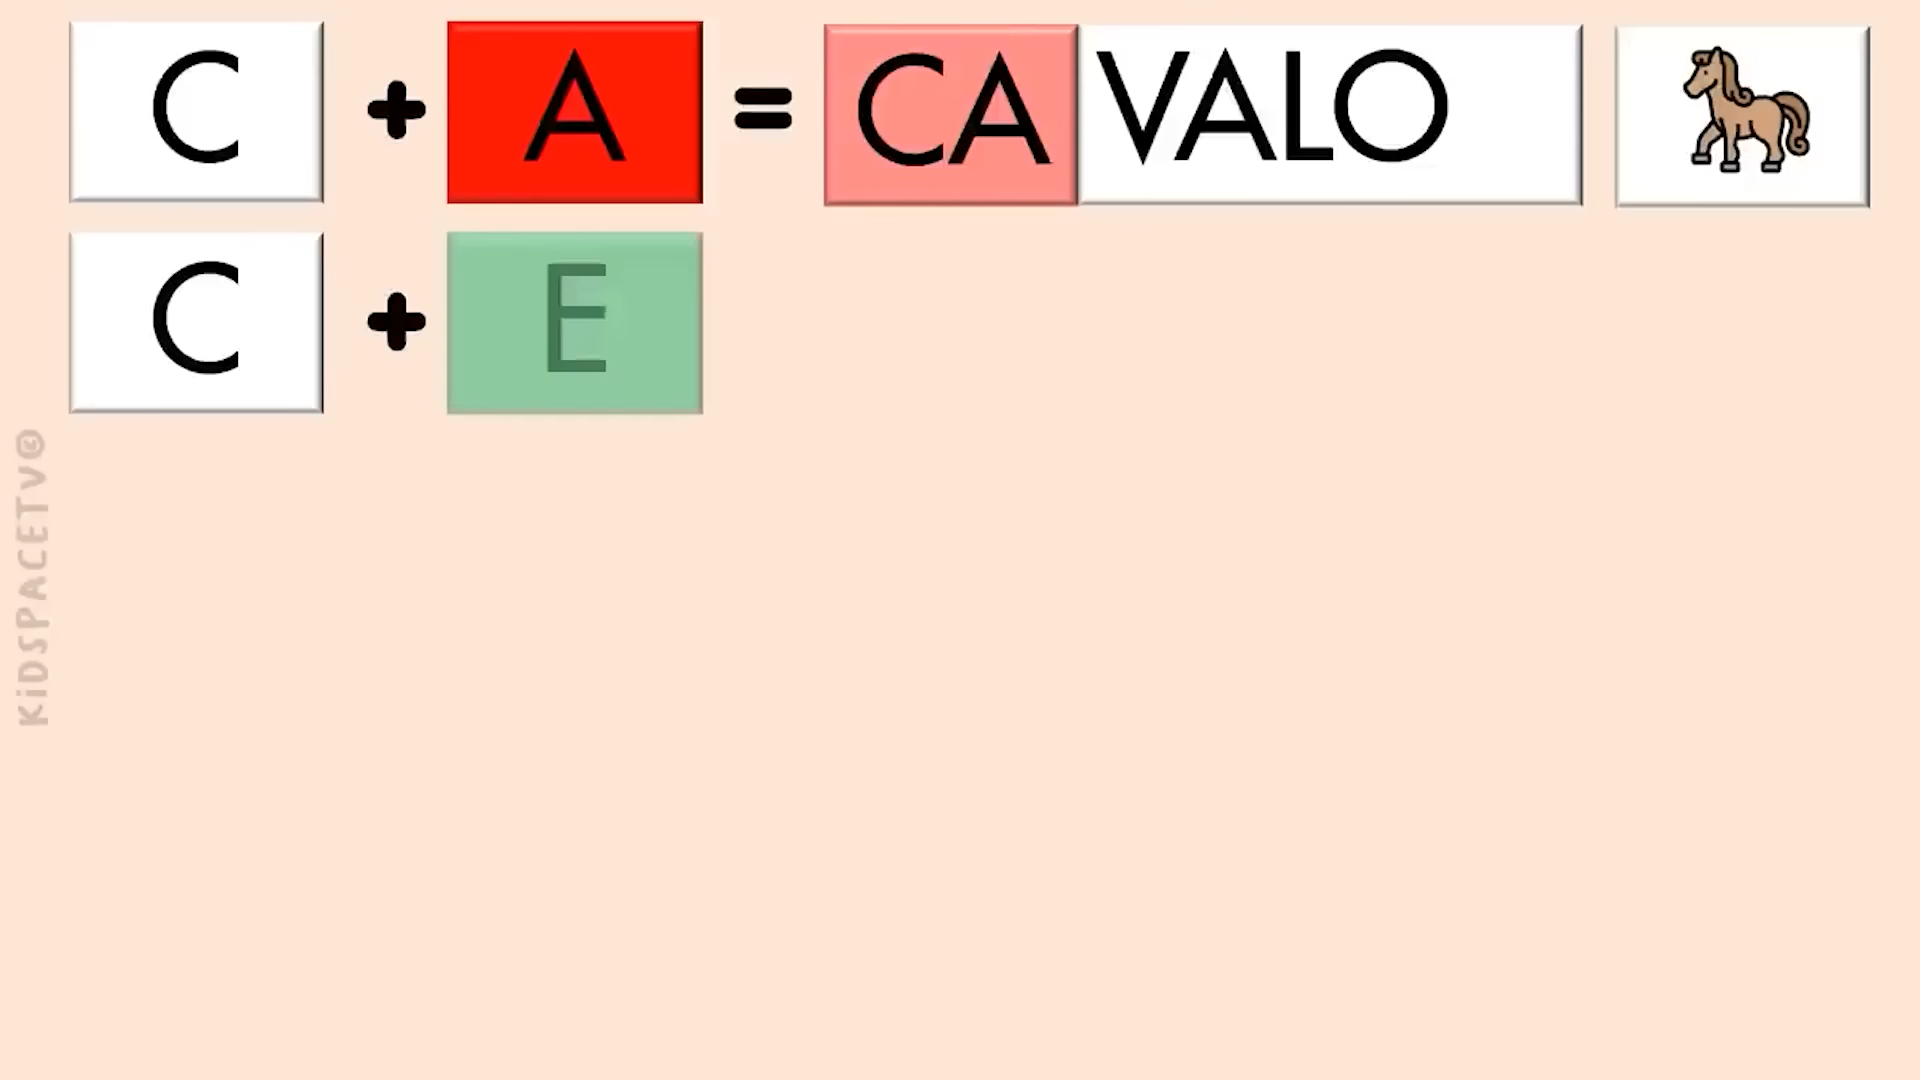 C + A = CAVALO
C + E
KiDSPACETV©